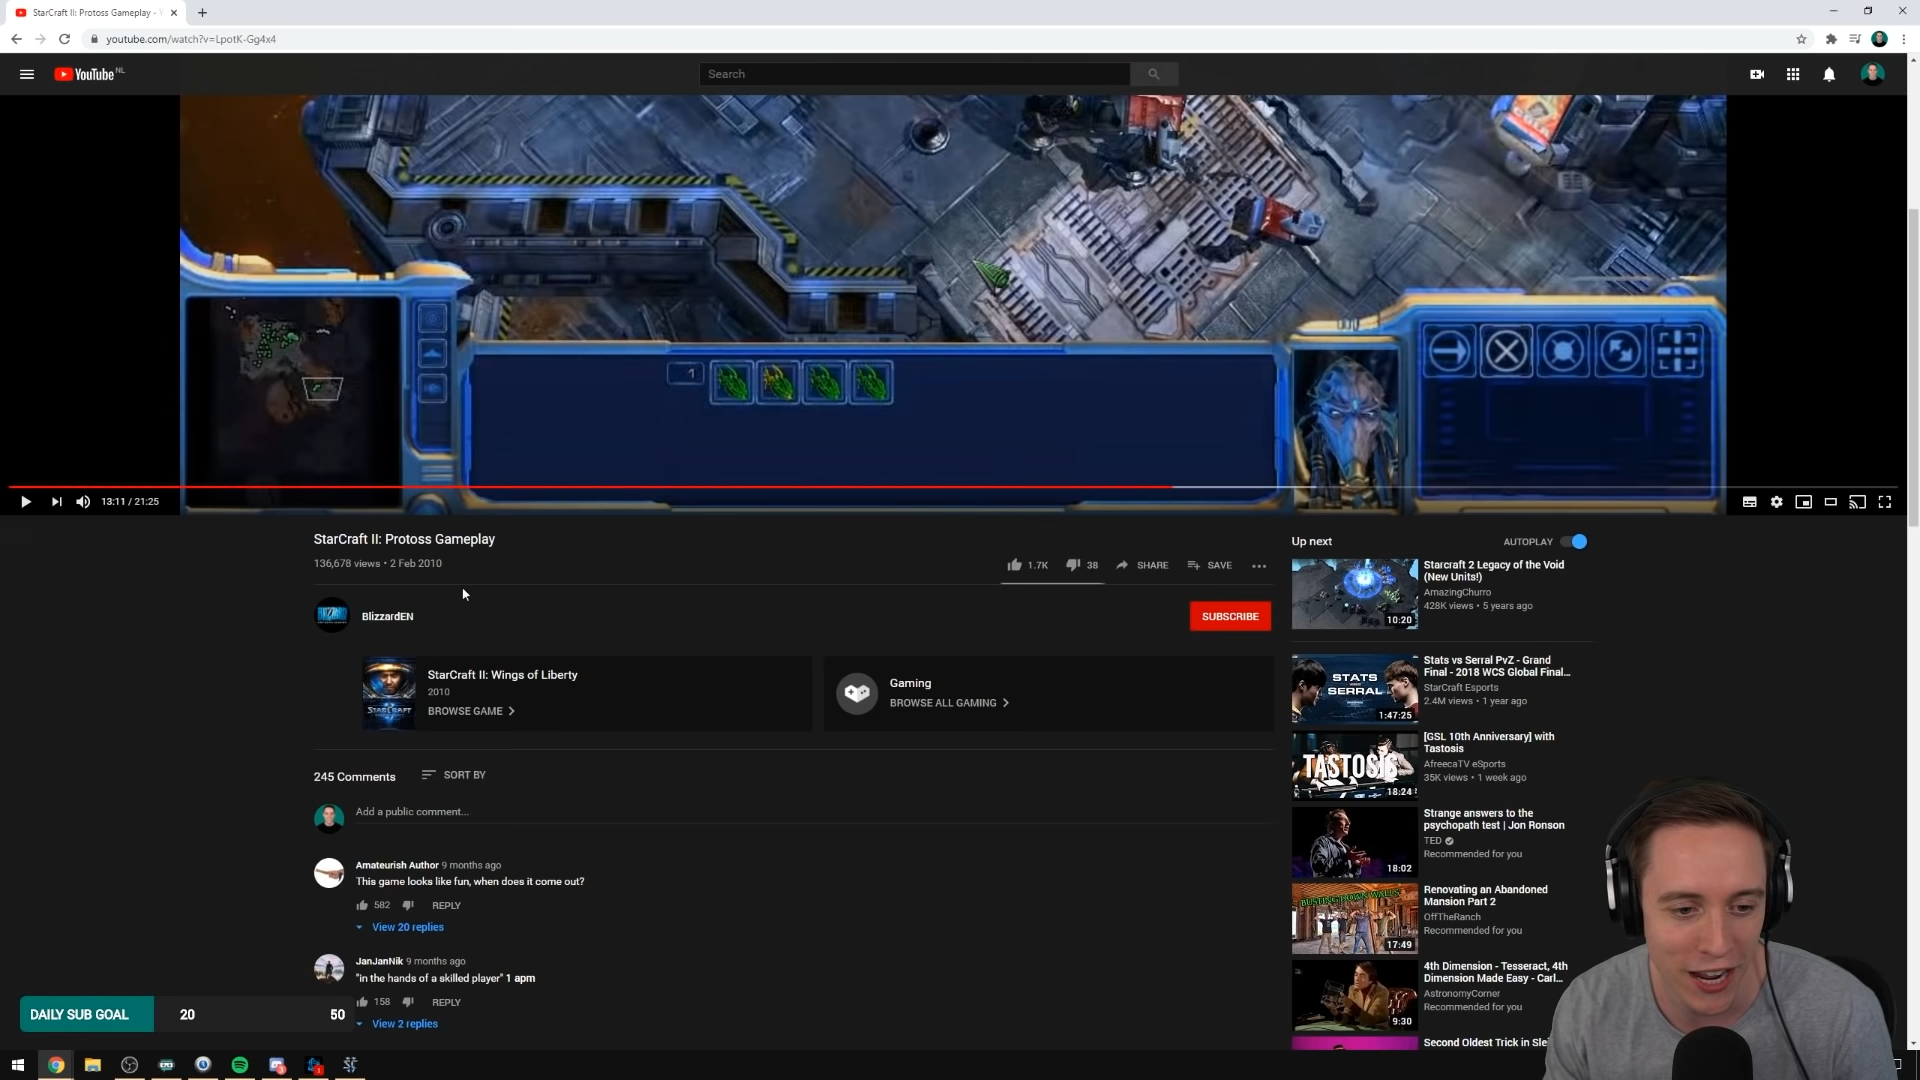 StarCraft II: Protoss Gameplay -
youtube.com/watch?v=LpotK-Gg4x4
YouTube NL
Search
1
13:11 / 21:25
StarCraft II: Protoss Gameplay
136,678 views • 2 Feb 2010
1.7K
38
SHARE
SAVE
BlizzardEN
SUBSCRIBE
StarCraft II: Wings of Liberty
2010
BROWSE GAME
Gaming
BROWSE ALL GAMING
245 Comments
SORT BY
Add a public comment...
Amateurish Author 9 months ago
This game looks like fun, when does it come out?
582
REPLY
View 20 replies
JanJanNik 9 months ago
"in the hands of a skilled player" 1 apm
158
REPLY
View 2 replies
DAILY SUB GOAL 20 50
Up next
AUTOPLAY
Starcraft 2 Legacy of the Void
(New Units!)
AmazingChurro
428K views • 5 years ago
10:20
STATS
SERRAL
1:47:25
Stats vs Serral PvZ - Grand
Final - 2018 WCS Global Final...
StarCraft Esports
2.4M views • 1 year ago
TASTOSIS
18:24
[GSL 10th Anniversary] with
Tastosis
AfreecaTV eSports
35K views • 1 week ago
18:02
Strange answers to the
psychopath test | Jon Ronson
TED
Recommended for you
BUSTING DOWN WALLS
17:49
Renovating an Abandoned
Mansion Part 2
OffTheRanch
Recommended for you
9:30
4th Dimension - Tesseract, 4th
Dimension Made Easy - Carl...
AstronomyCorner
Recommended for you
Second Oldest Trick in